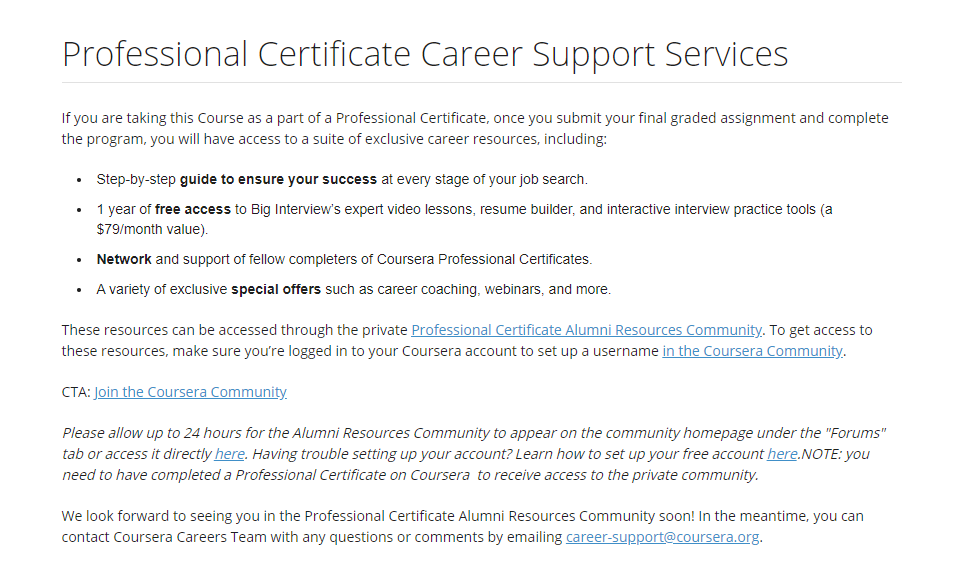 Professional Certificate Career Support Services
If you are taking this Course as a part of a Professional Certificate, once you submit your final graded assignment and complete
the program, you will have access to a suite of exclusive career resources, including:
• Step-by-step guide to ensure your success at every stage of your job search.
• 1 year of free access to Big Interview's expert video lessons, resume builder, and interactive interview practice tools (a
$79/month value).
• Network and support of fellow completers of Coursera Professional Certificates.
• A variety of exclusive special offers such as career coaching, webinars, and more.
These resources can be accessed through the private Professional Certificate Alumni Resources Community. To get access to
these resources, make sure you're logged in to your Coursera account to set up a username in the Coursera Community.
CTA: Join the Coursera Community
Please allow up to 24 hours for the Alumni Resources Community to appear on the community homepage under the "Forums"
tab or access it directly here. Having trouble setting up your account? Learn how to set up your free account here.NOTE: you
need to have completed a Professional Certificate on Coursera  to receive access to the private community.
We look forward to seeing you in the Professional Certificate Alumni Resources Community soon! In the meantime, you can
contact Coursera Careers Team with any questions or comments by emailing career-support@coursera.org.